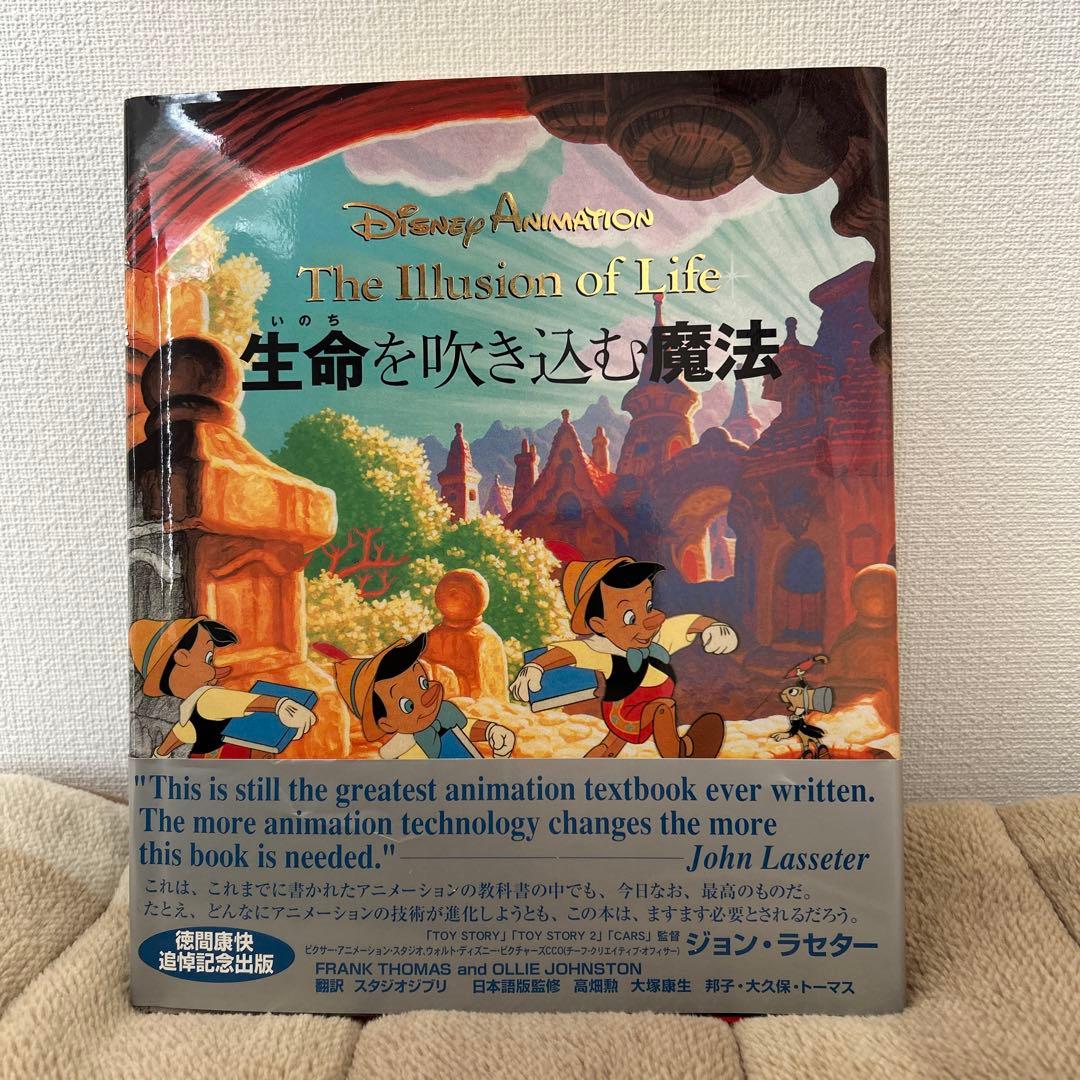 Disney Animation
The Illusion of Life
いのち
生命を吹き込む魔法
"This is still the greatest animation textbook ever written.
The more animation technology changes the more
this book is needed." John Lasseter
これは、これまでに書かれたアニメーションの教科書の中でも、今日なお、最高のものだ。
たとえ、どんなにアニメーションの技術が進化しようとも、この本は、ますます必要とされるだろう。
「TOY STORY」「TOY STORY 2」「CARS」監督
ピクサー・アニメーション・スタジオ、ウォルト・ディズニー・ピクチャーズCCO(チーフ・クリエイティブ・オフィサー) ジョン・ラセター
徳間康快
追悼記念出版
FRANK THOMAS and OLLIE JOHNSTON
翻訳 スタジオジブリ 日本語版監修 高畑勲 大塚康生 邦子・大久保・トーマス